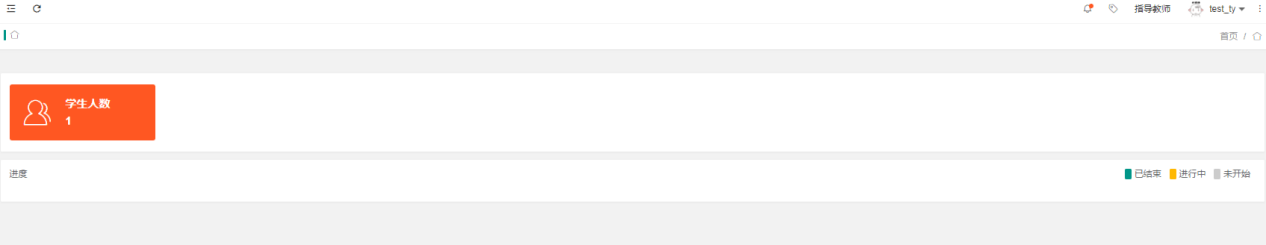 指导教师 test_ty
首页 /
学生人数
1
进度 已结束 进行中 未开始